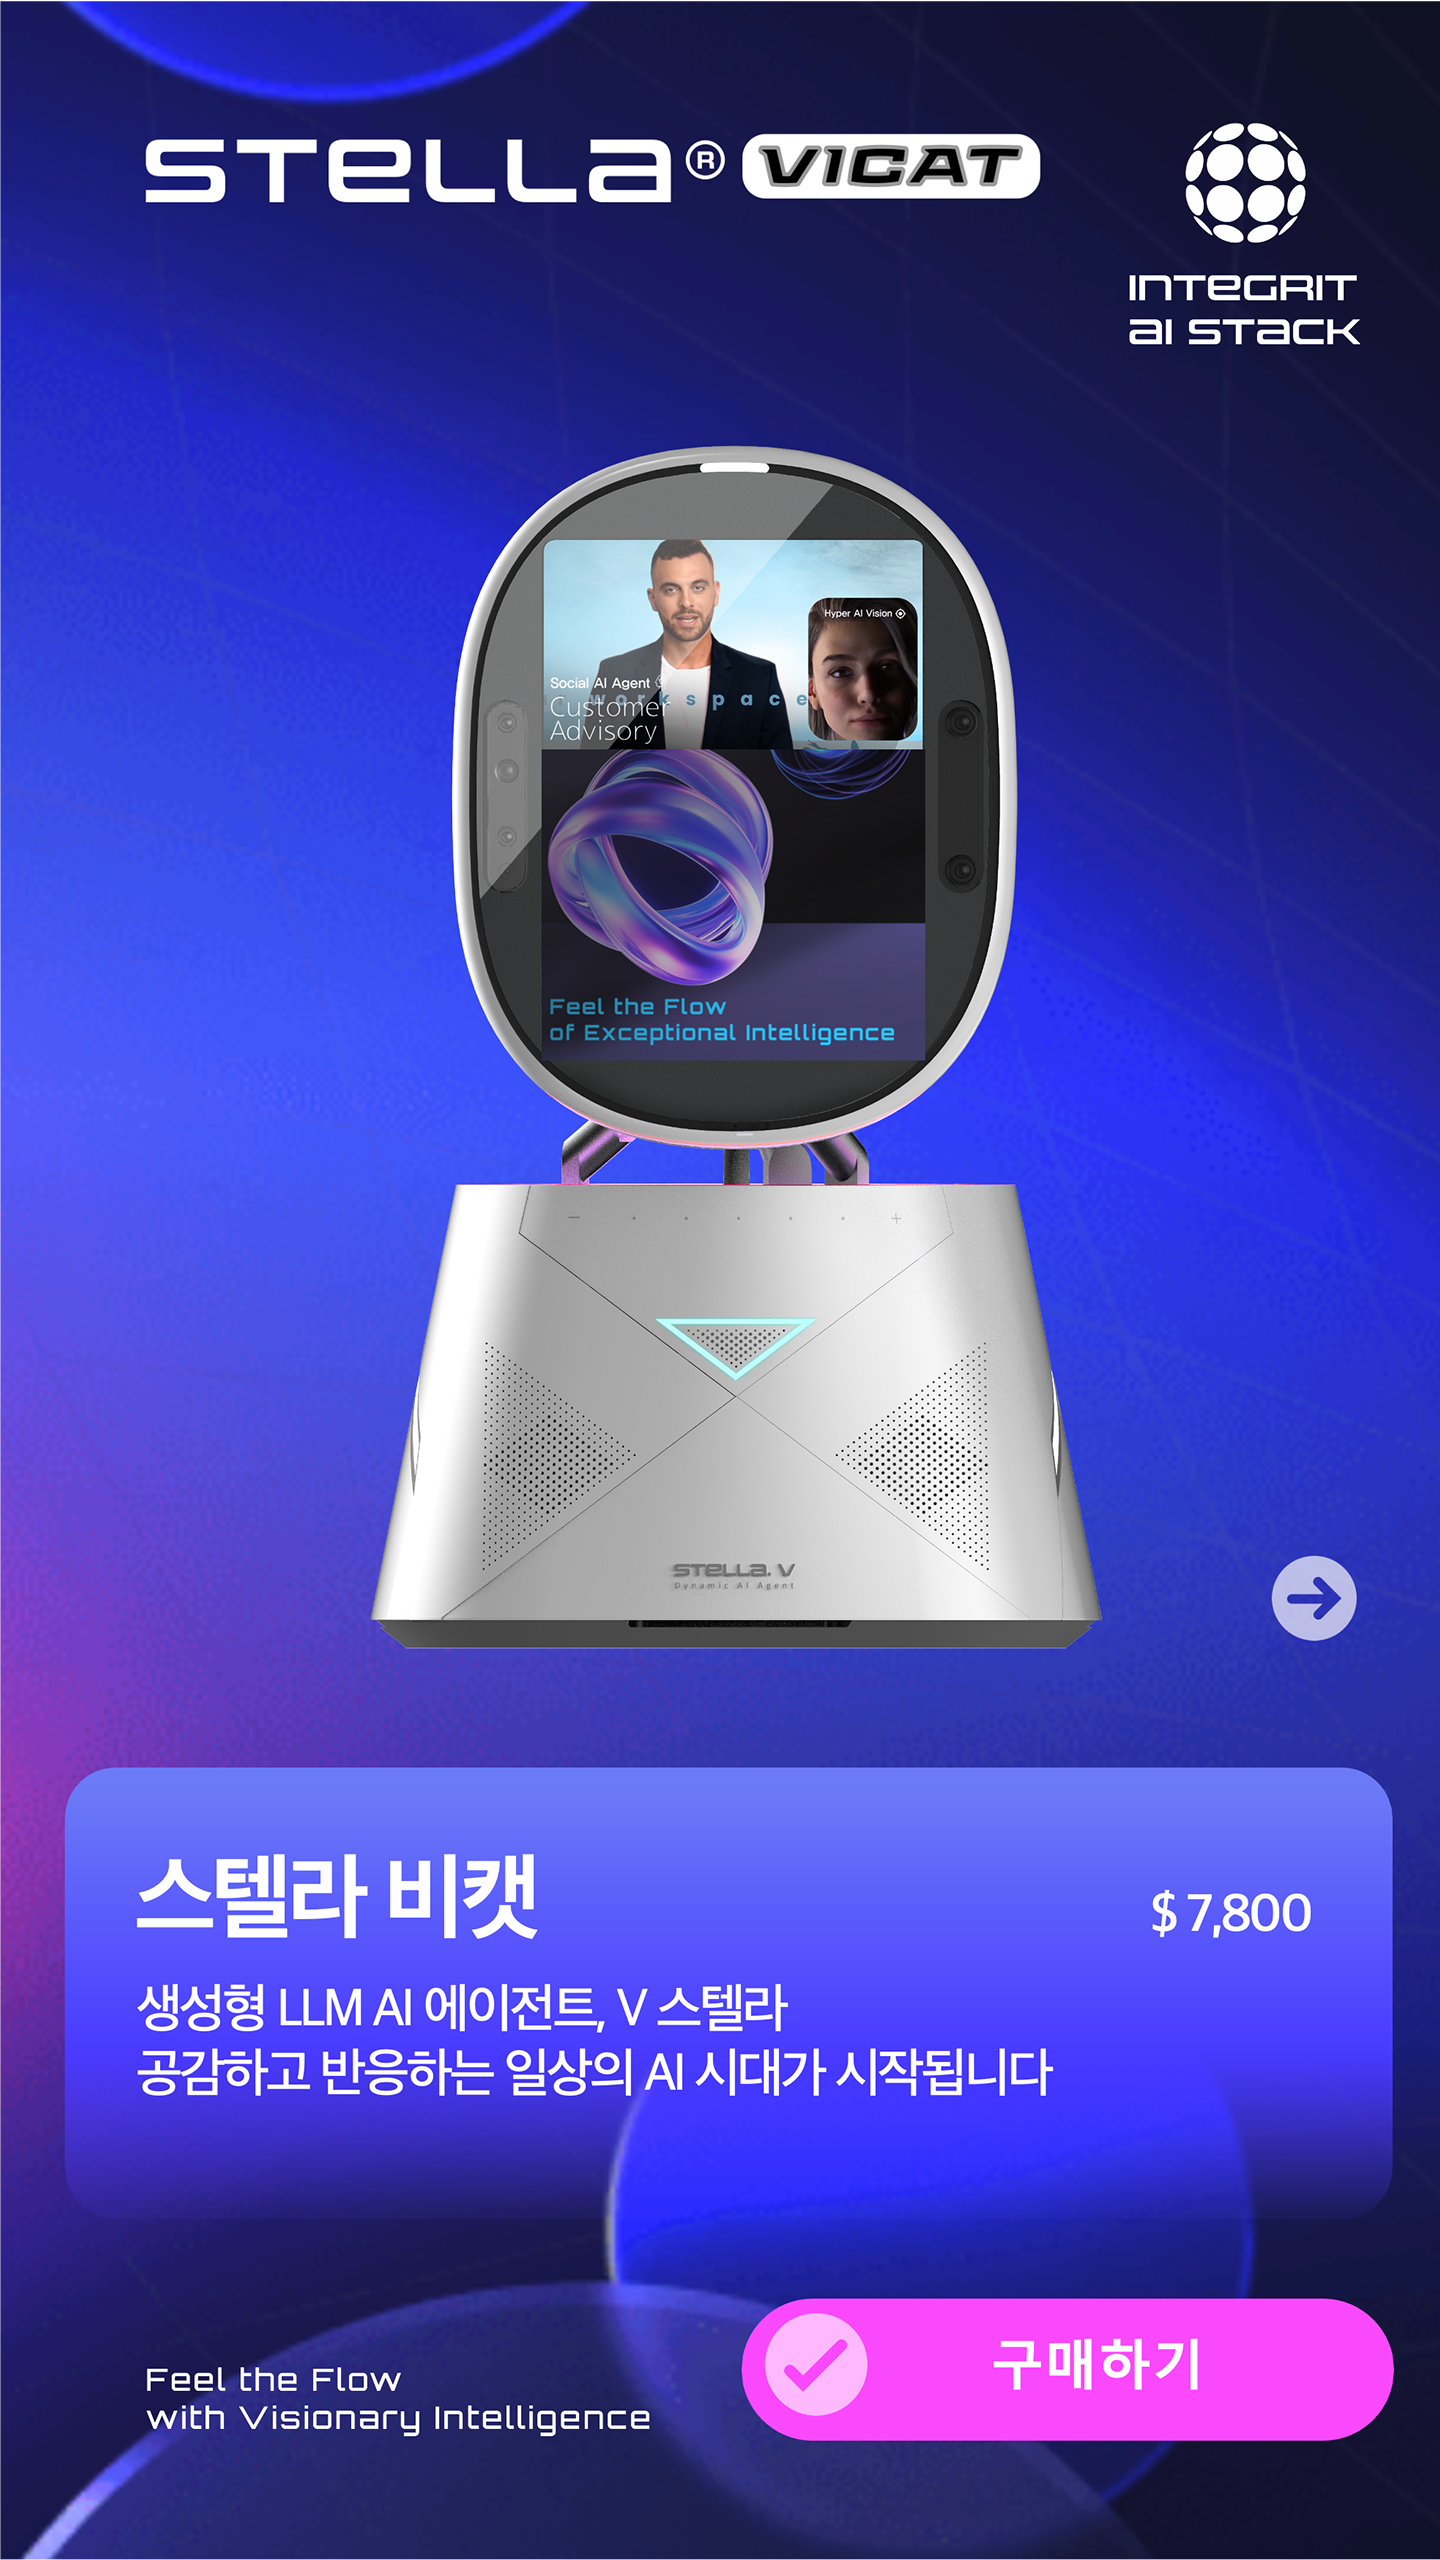 STELLA® VICAT
INTEGRIT
AI STACK
Hyper AI Vision
Social AI Agent
workspace
Customer
Advisory
Feel the Flow
of Exceptional Intelligence
STELLA. V
Dynamic AI Agent
스텔라 비캣
$ 7,800
생성형 LLM AI 에이전트, V 스텔라
공감하고 반응하는 일상의 AI 시대가 시작됩니다
Feel the Flow
with Visionary Intelligence
구매하기